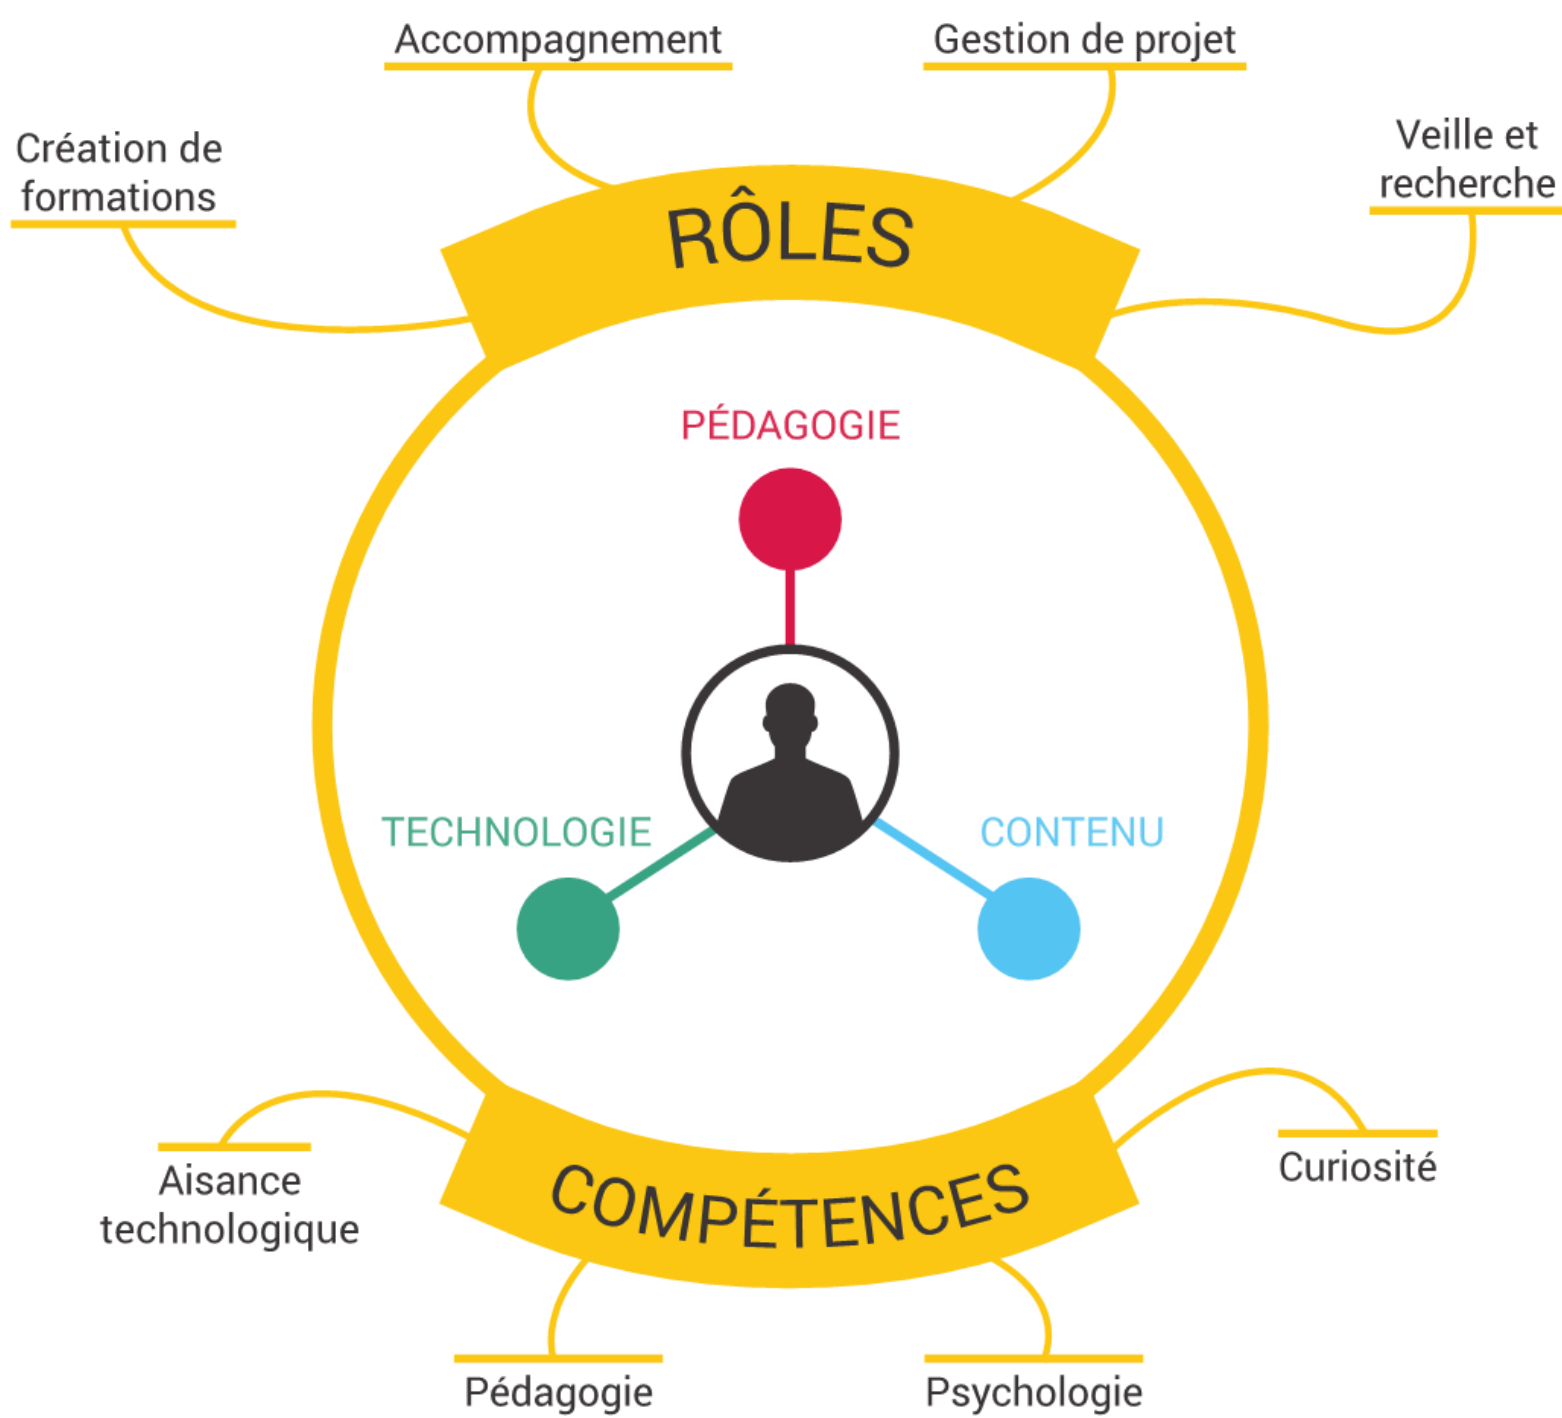 Accompagnement
Gestion de projet
Création de
formations
Veille et
recherche
RÔLES
PÉDAGOGIE
TECHNOLOGIE
CONTENU
Aisance
technologique
COMPÉTENCES
Curiosité
Pédagogie
Psychologie